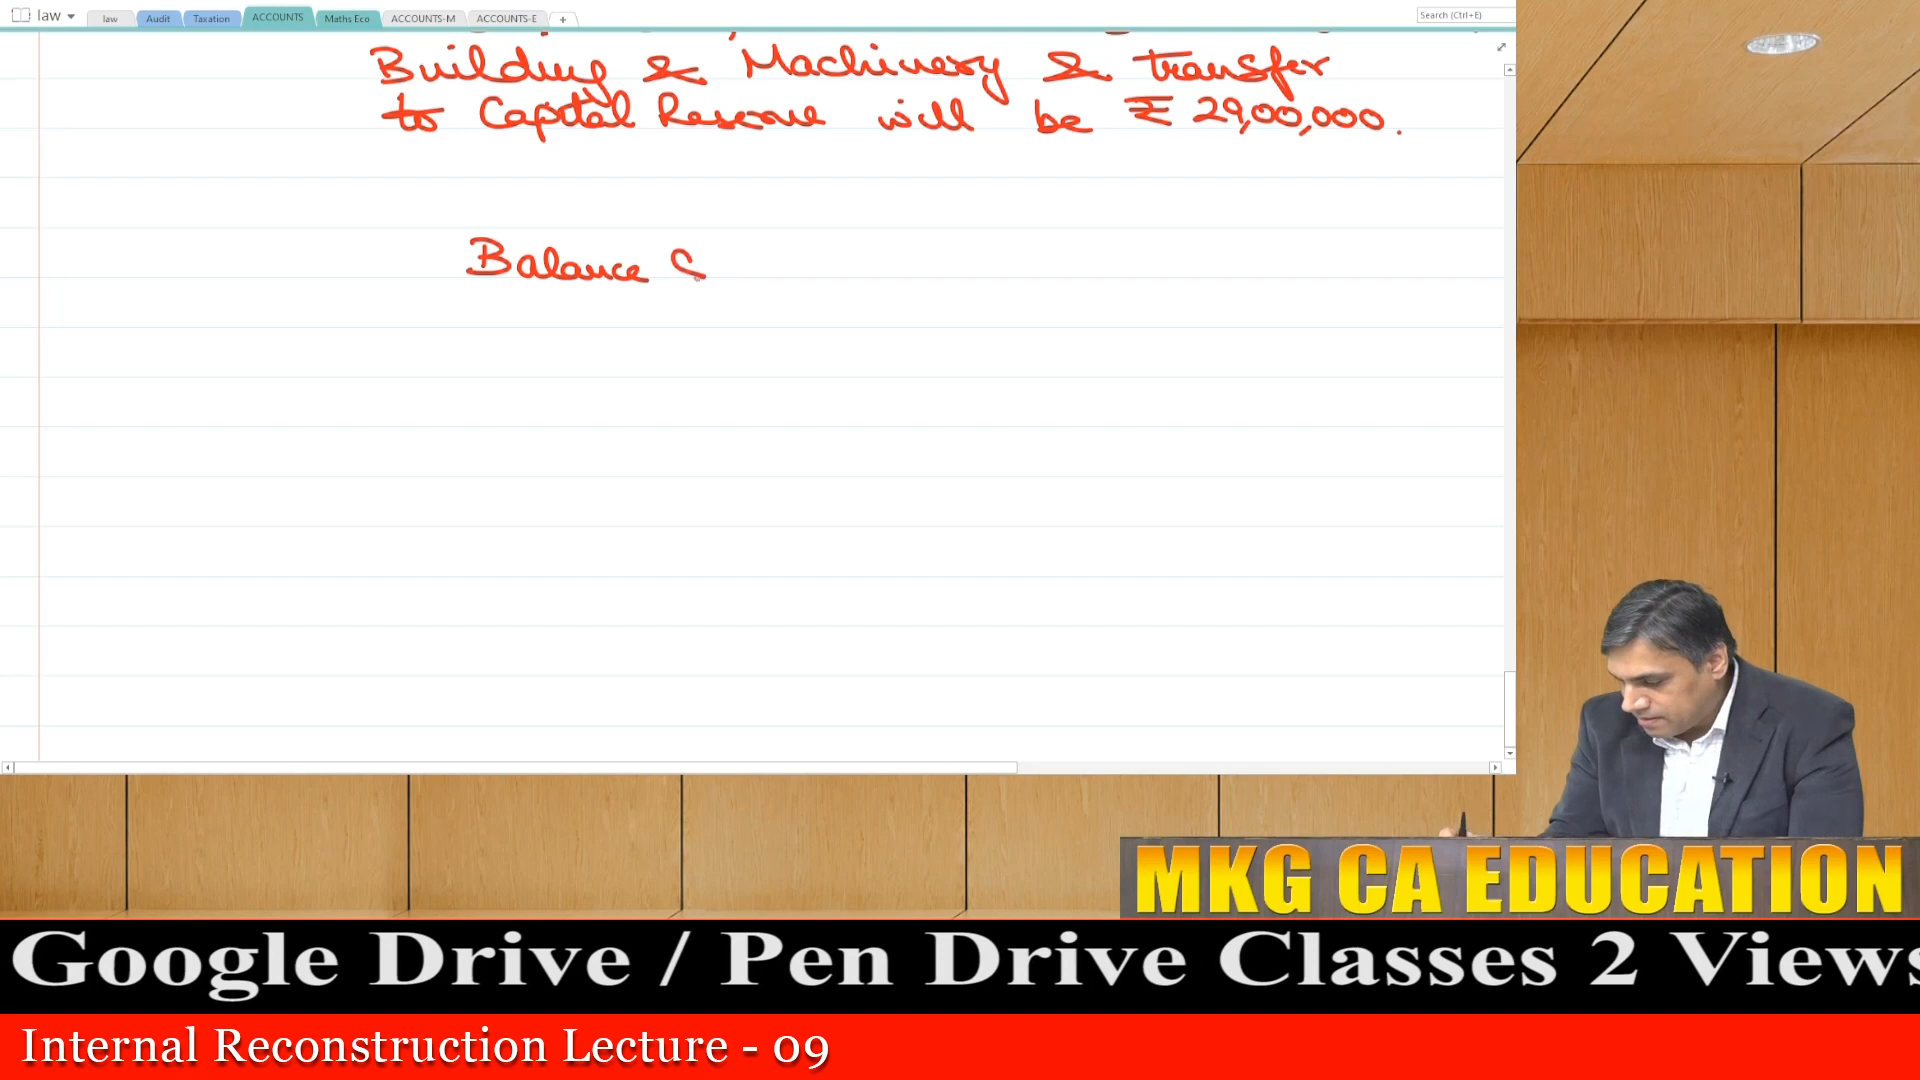 law law Audit Taxation ACCOUNTS Maths Eco ACCOUNTS-M ACCOUNTS-E + Search (Ctrl+E)
Building & Machinery & transfer
to Capital Reserve will be ₹ 29,00,000.
Balance S
MKG CA EDUCATION
Google Drive / Pen Drive Classes 2 Views
Internal Reconstruction Lecture - 09